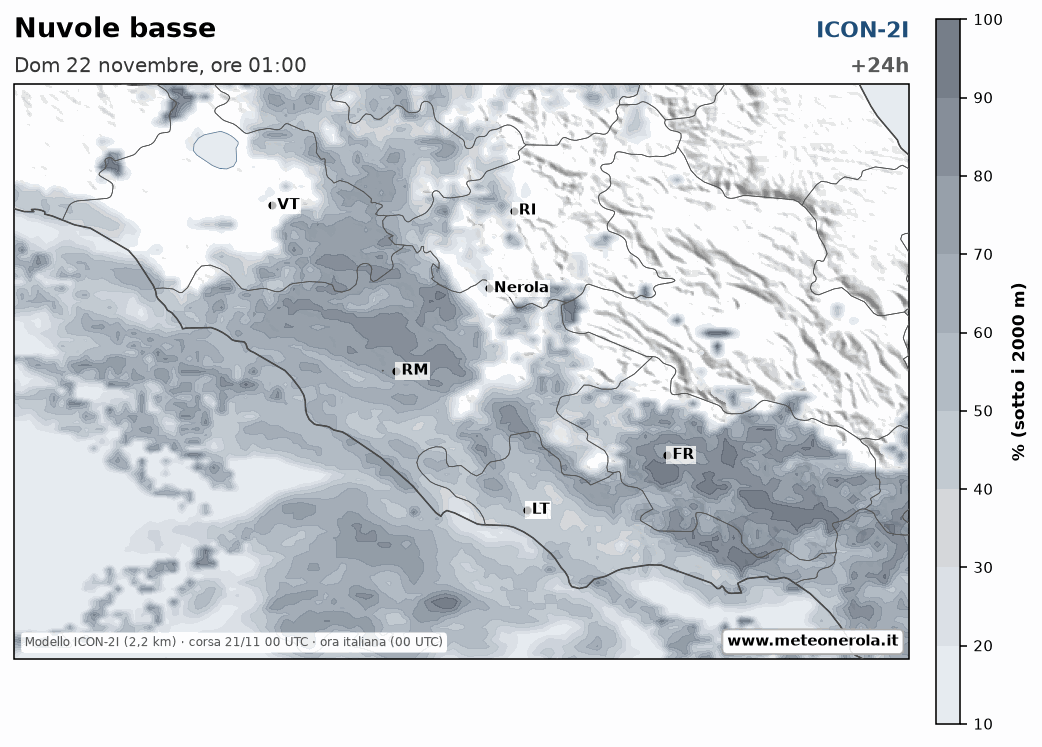 Nuvole basse
ICON-2I
Dom 22 novembre, ore 01:00
+24h
VT
RI
Nerola
RM
FR
LT
Modello ICON-2I (2,2 km) · corsa 21/11 00 UTC · ora italiana (00 UTC)
www.meteonerola.it
100
90
80
70
60
50
40
30
20
10
% (sotto i 2000 m)